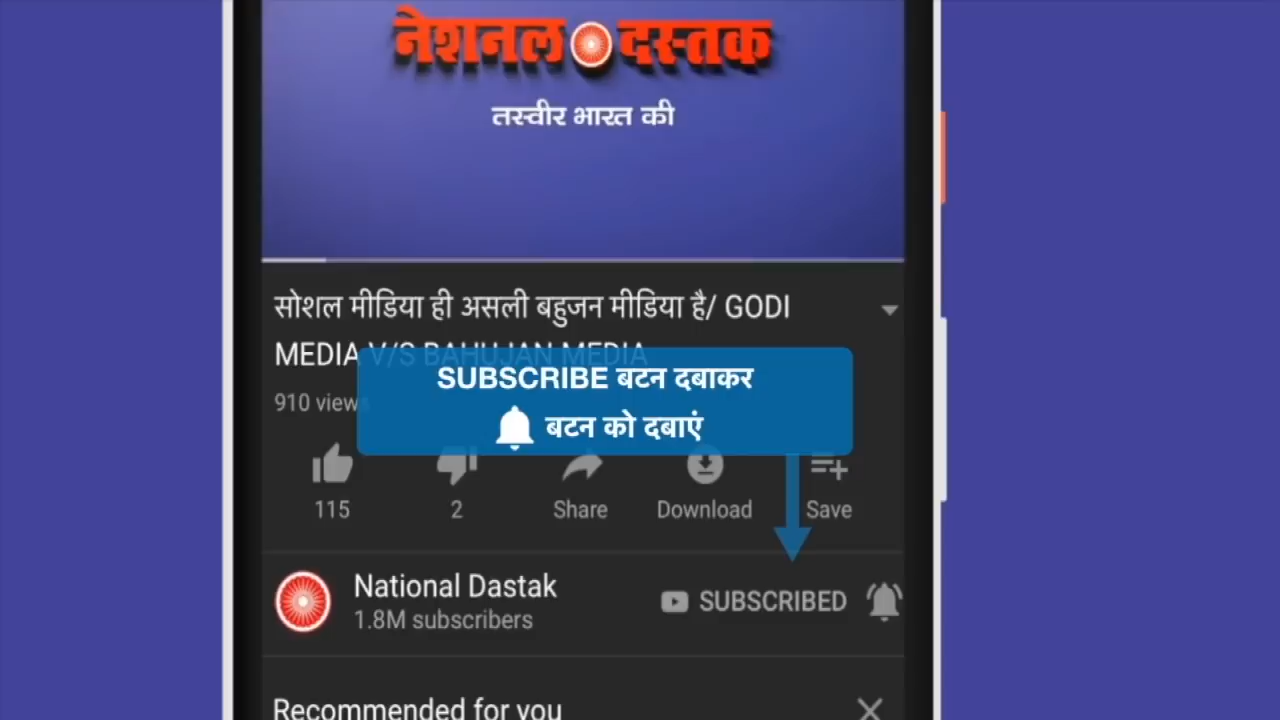 नेशनल दस्तक
तस्वीर भारत की
सोशल मीडिया ही असली बहुजन मीडिया है/ GODI
MEDIA V/S BAHUJAN MEDIA
910 views
SUBSCRIBE बटन दबाकर
बटन को दबाएं
115
2
Share
Download
Save
National Dastak
SUBSCRIBED
1.8M subscribers
Recommended for you